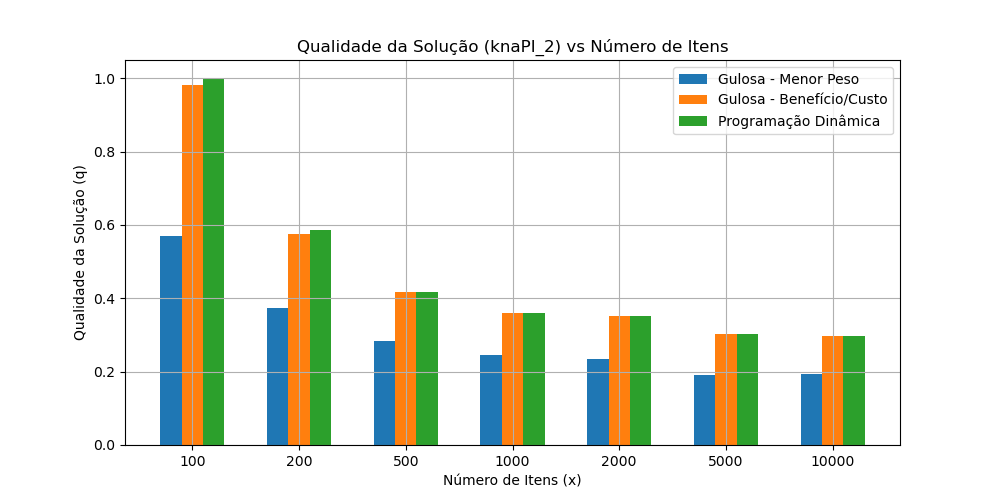 Qualidade da Solução (knaPI_2) vs Número de Itens
Gulosa - Menor Peso
Gulosa - Benefício/Custo
Programação Dinâmica
Qualidade da Solução (q)
1.0
0.8
0.6
0.4
0.2
0.0
100 200 500 1000 2000 5000 10000
Número de Itens (x)